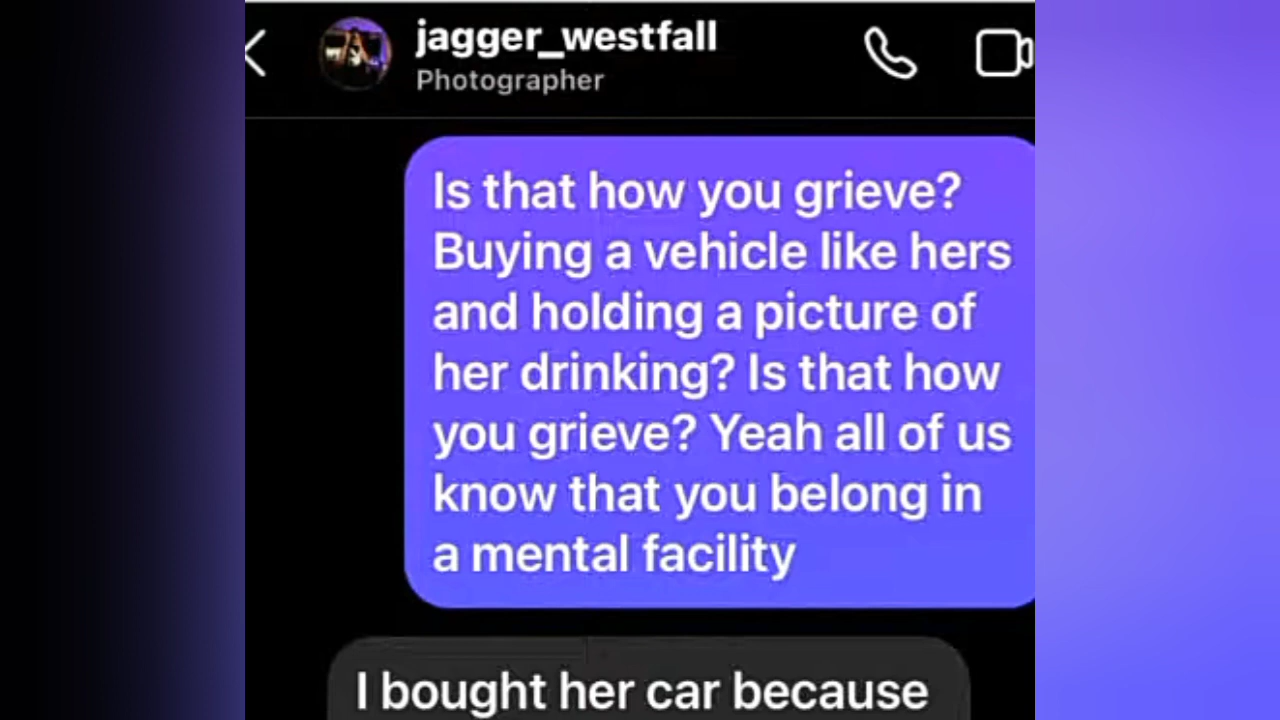 jagger_westfall
Photographer
Is that how you grieve?
Buying a vehicle like hers
and holding a picture of
her drinking? Is that how
you grieve? Yeah all of us
know that you belong in
a mental facility
I bought her car because